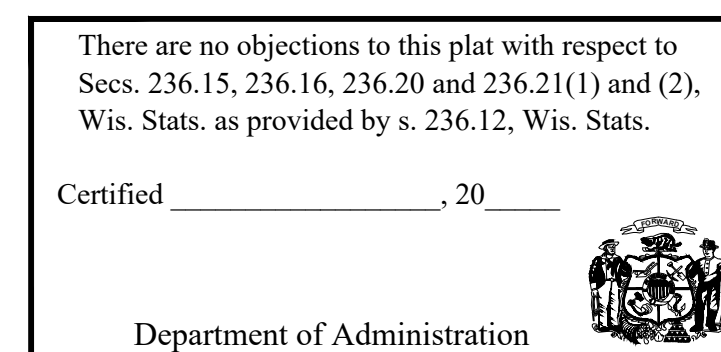 There are no objections to this plat with respect to
Secs. 236.15, 236.16, 236.20 and 236.21(1) and (2),
Wis. Stats. as provided by s. 236.12, Wis. Stats.
Certified __________________, 20_____
FORWARD
Department of Administration